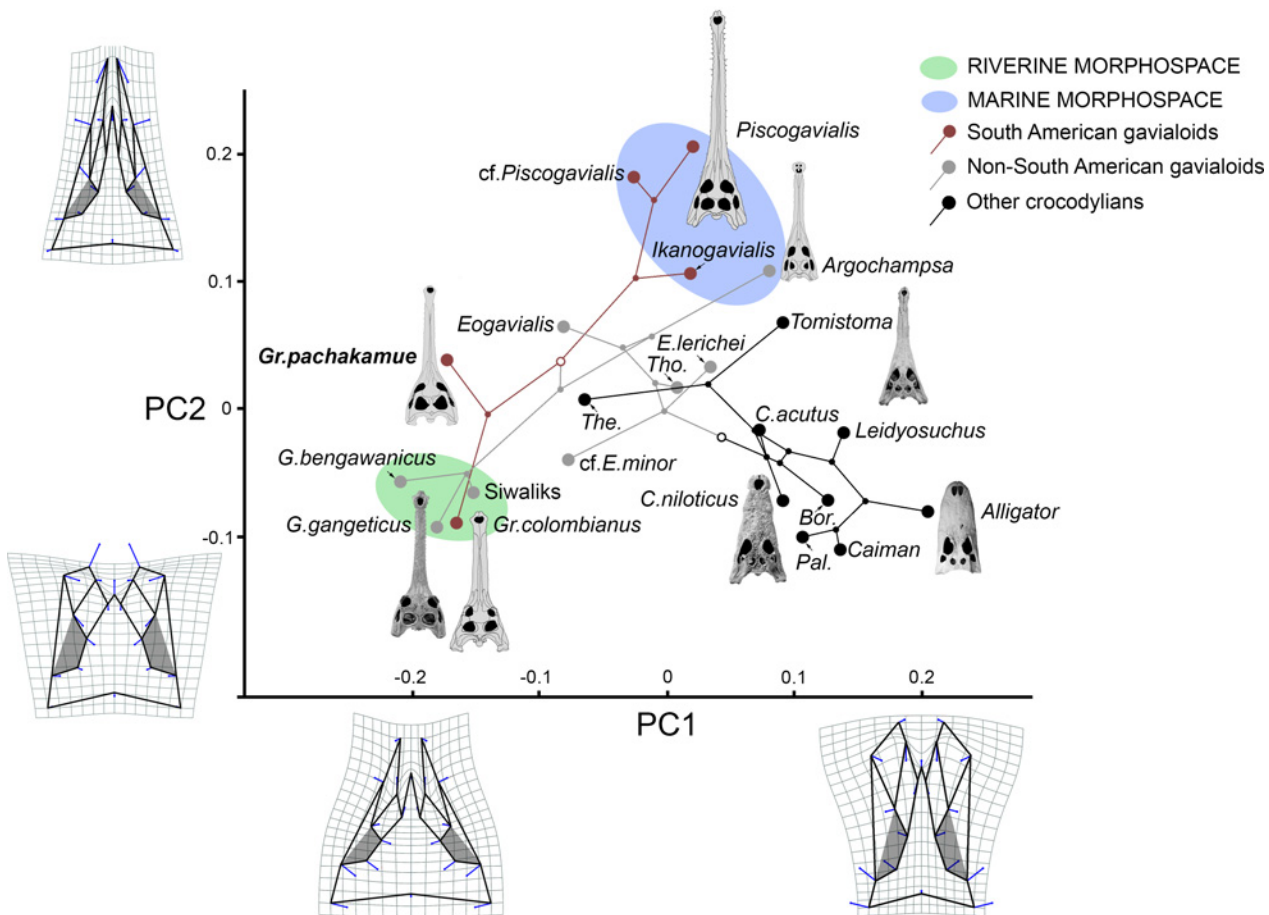 RIVERINE MORPHOSPACE
MARINE MORPHOSPACE
South American gavialoids
Non-South American gavialoids
Other crocodylians
0.2
0.1
0
-0.1
PC2
Piscogavialis
cf.Piscogavialis
Ikanogavialis
Argochampsa
Eogavialis
E.lerichei
Tho.
Tomistoma
Gr.pachakamue
The.
C.acutus
Leidyosuchus
G.bengawanicus
Siwaliks
cf.E.minor
G.gangeticus
Gr.colombianus
C.niloticus
Bor.
Alligator
Pal.
Caiman
-0.2
-0.1
0
0.1
0.2
PC1